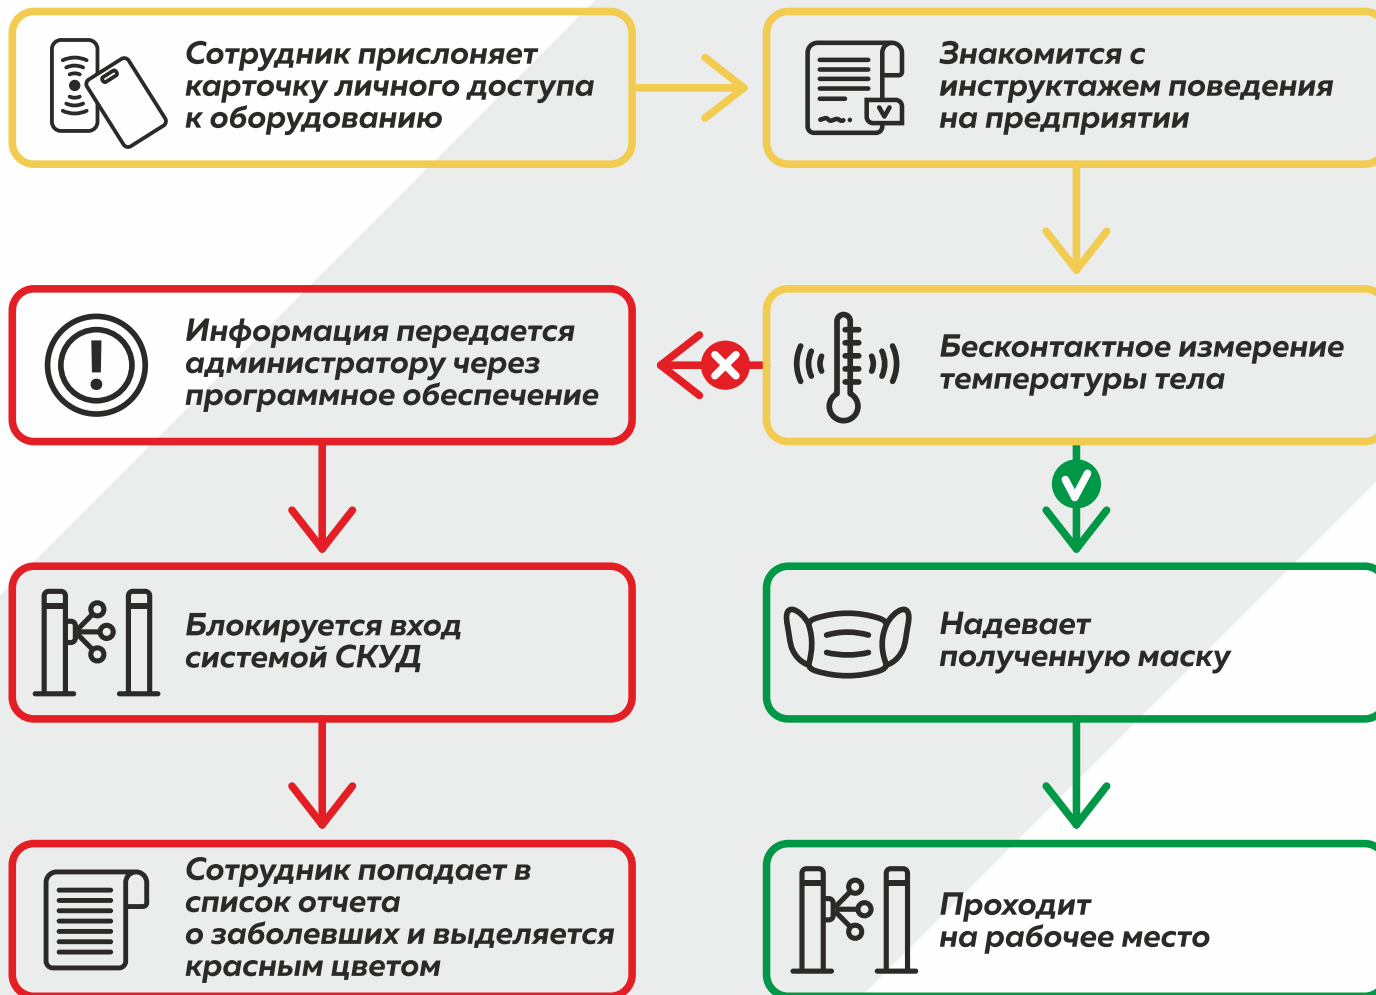 Сотрудник прислоняет
карточку личного доступа
к оборудованию
Знакомится с
инструктажем поведения
на предприятии
Информация передается
администратору через
программное обеспечение
Бесконтактное измерение
температуры тела
Блокируется вход
системой СКУД
Надевает
полученную маску
Сотрудник попадает в
список отчета
о заболевших и выделяется
красным цветом
Проходит
на рабочее место